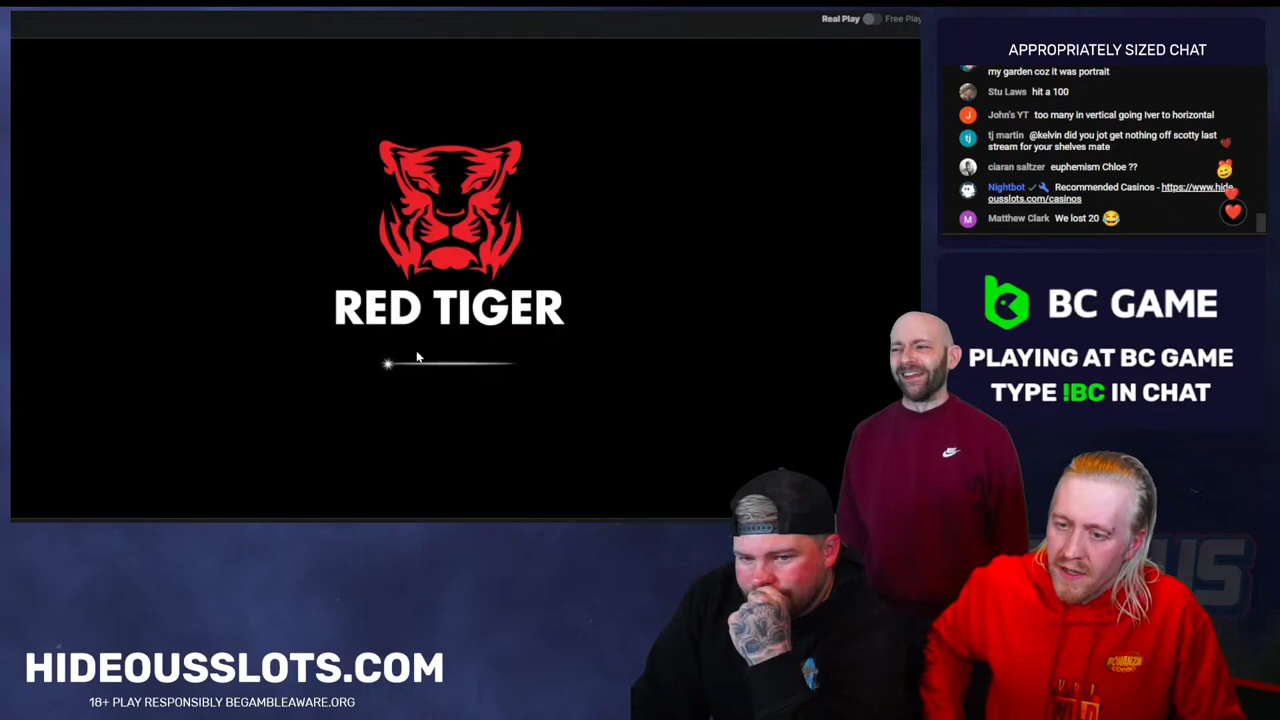 Real Play Free Play
RED TIGER
APPROPRIATELY SIZED CHAT
my garden coz it was portrait
Stu Laws hit a 100
John's YT too many in vertical going lver to horizontal
tj martin @kelvin did you jot get nothing off scotty last
stream for your shelves mate
ciaran saltzer euphemism Chloe ??
Nightbot Recommended Casinos - https://www.hide
ousslots.com/casinos
Matthew Clark We lost 20 😂
BC GAME
PLAYING AT BC GAME
TYPE !BC IN CHAT
HIDEOUSSLOTS.COM
18+ PLAY RESPONSIBLY BEGAMBLEAWARE.ORG